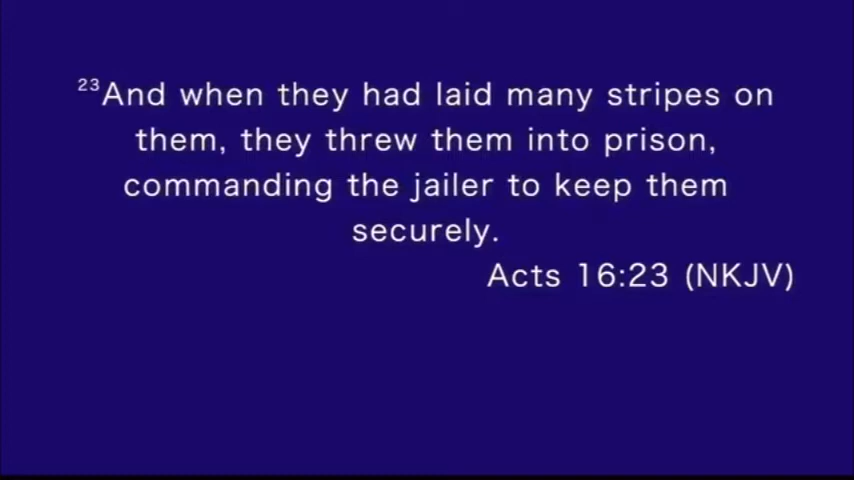 23And when they had laid many stripes on
them, they threw them into prison,
commanding the jailer to keep them
securely.
Acts 16:23 (NKJV)